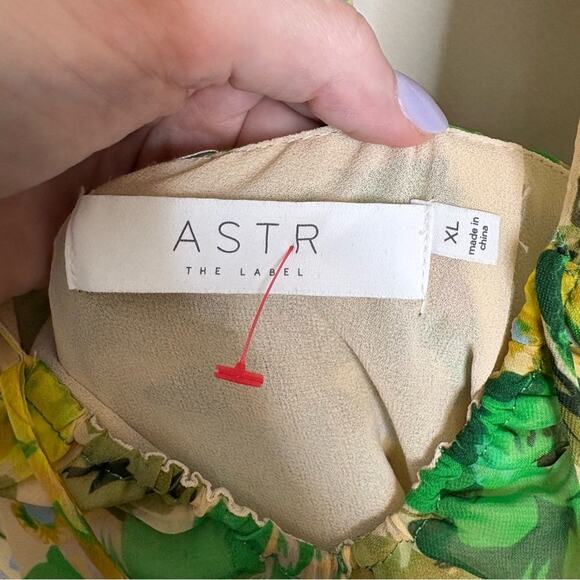 ASTR
THE LABEL
XL
made in
china